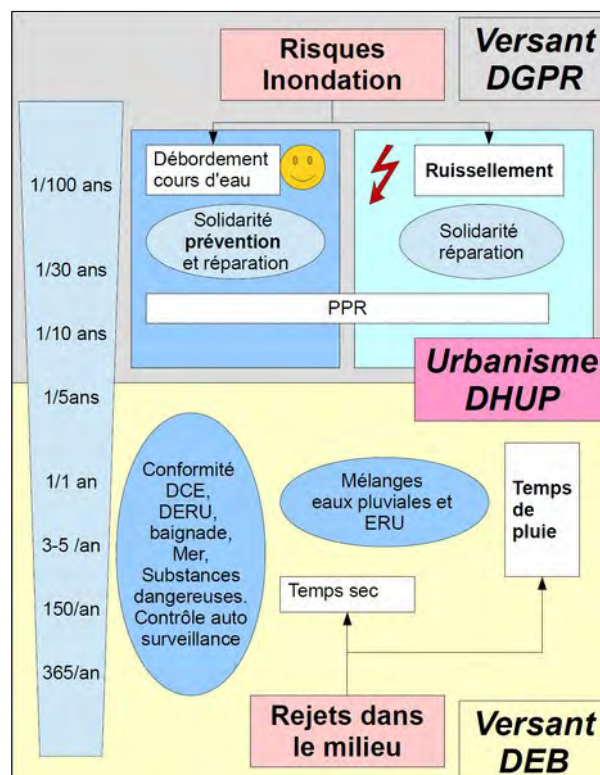 Risques
Inondation
Versant
DGPR
Débordement
cours d'eau
Ruissellement
Solidarité
prévention
et réparation
Solidarité
réparation
PPR
Urbanisme
DHUP
1/100 ans
1/30 ans
1/10 ans
1/5ans
1/1 an
3-5 /an
150/an
365/an
Conformité
DCE,
DERU,
baignade,
Mer,
Substances
dangereuses.
Contrôle auto
surveillance
Mélanges
eaux pluviales et
ERU
Temps
de
pluie
Temps sec
Rejets dans
le milieu
Versant
DEB